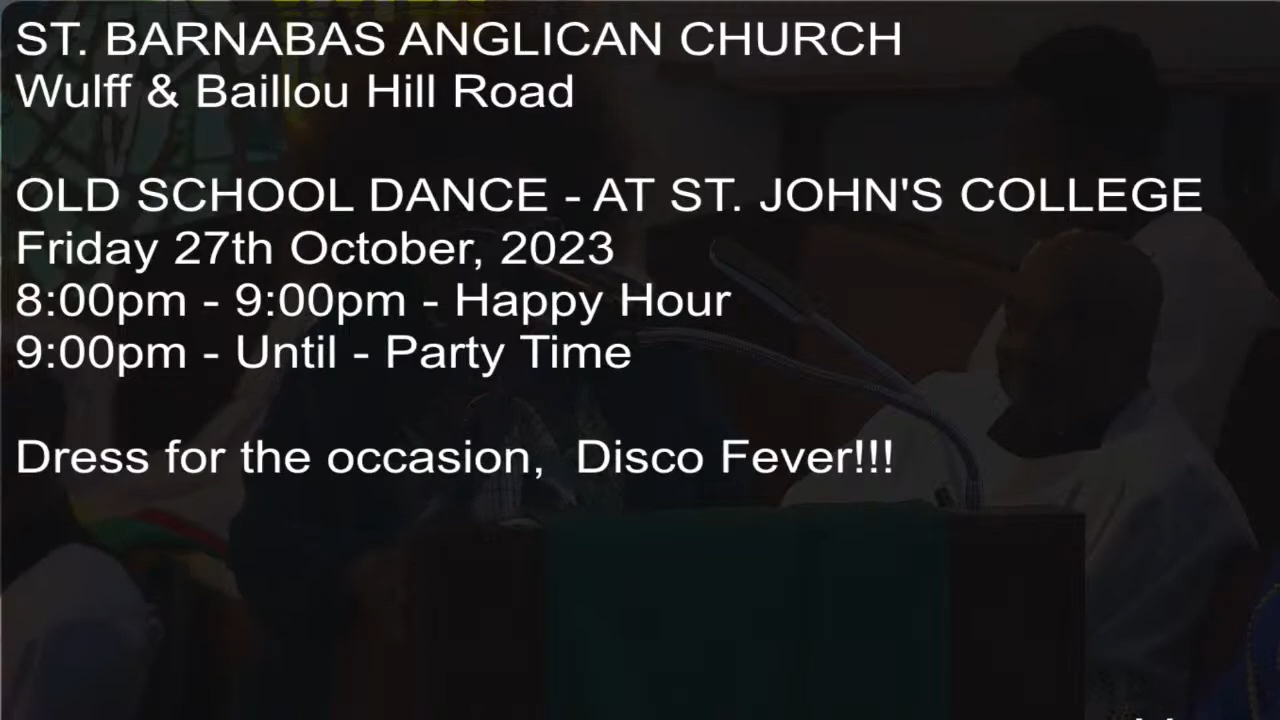 ST. BARNABAS ANGLICAN CHURCH
Wulff & Baillou Hill Road
OLD SCHOOL DANCE - AT ST. JOHN'S COLLEGE
Friday 27th October, 2023
8:00pm - 9:00pm - Happy Hour
9:00pm - Until - Party Time
Dress for the occasion,  Disco Fever!!!